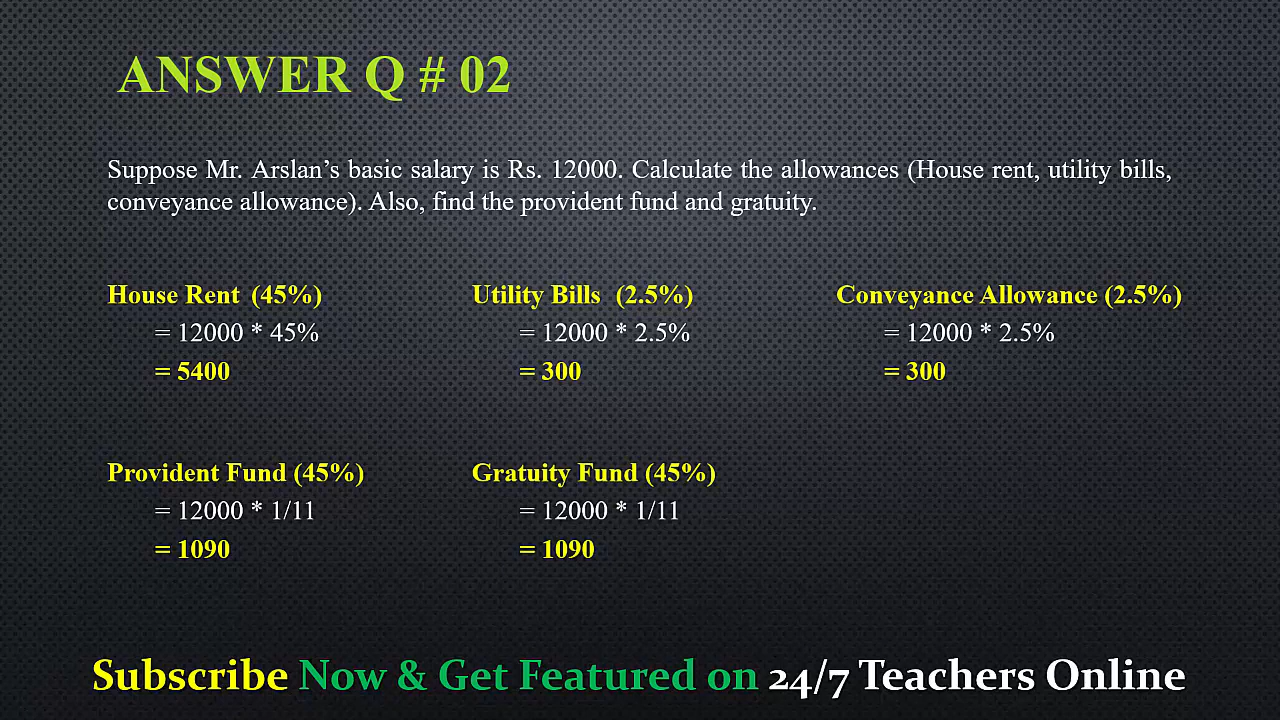 ANSWER Q # 02
Suppose Mr. Arslan’s basic salary is Rs. 12000. Calculate the allowances (House rent, utility bills,
conveyance allowance). Also, find the provident fund and gratuity.
House Rent (45%)
= 12000 * 45%
= 5400
Utility Bills (2.5%)
= 12000 * 2.5%
= 300
Conveyance Allowance (2.5%)
= 12000 * 2.5%
= 300
Provident Fund (45%)
= 12000 * 1/11
= 1090
Gratuity Fund (45%)
= 12000 * 1/11
= 1090
Subscribe Now & Get Featured on 24/7 Teachers Online